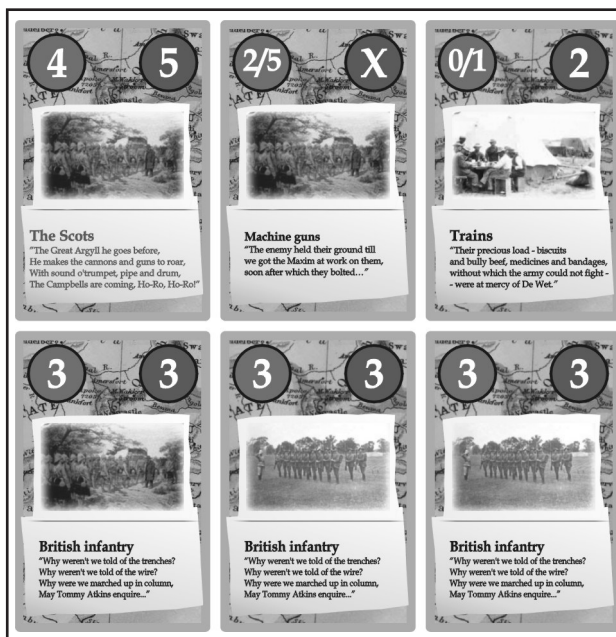 4 5
The Scots
"The Great Argyll he goes before,
He makes the cannons and guns to roar,
With sound o'trumpet, pipe and drum,
The Campbells are coming, Ho-Ro, Ho-Ro!"
2/5 X
Machine guns
"The enemy held their ground till
we got the Maxim at work on them,
soon after which they bolted…"
0/1 2
Trains
"Their precious load - biscuits
and bully beef, medicines and bandages,
without which the army could not fight -
- were at mercy of De Wet."
3 3
British infantry
"Why weren't we told of the trenches?
Why weren't we told of the wire?
Why were we marched up in column,
May Tommy Atkins enquire..."
3 3
British infantry
"Why weren't we told of the trenches?
Why weren't we told of the wire?
Why were we marched up in column,
May Tommy Atkins enquire..."
3 3
British infantry
"Why weren't we told of the trenches?
Why weren't we told of the wire?
Why were we marched up in column,
May Tommy Atkins enquire..."